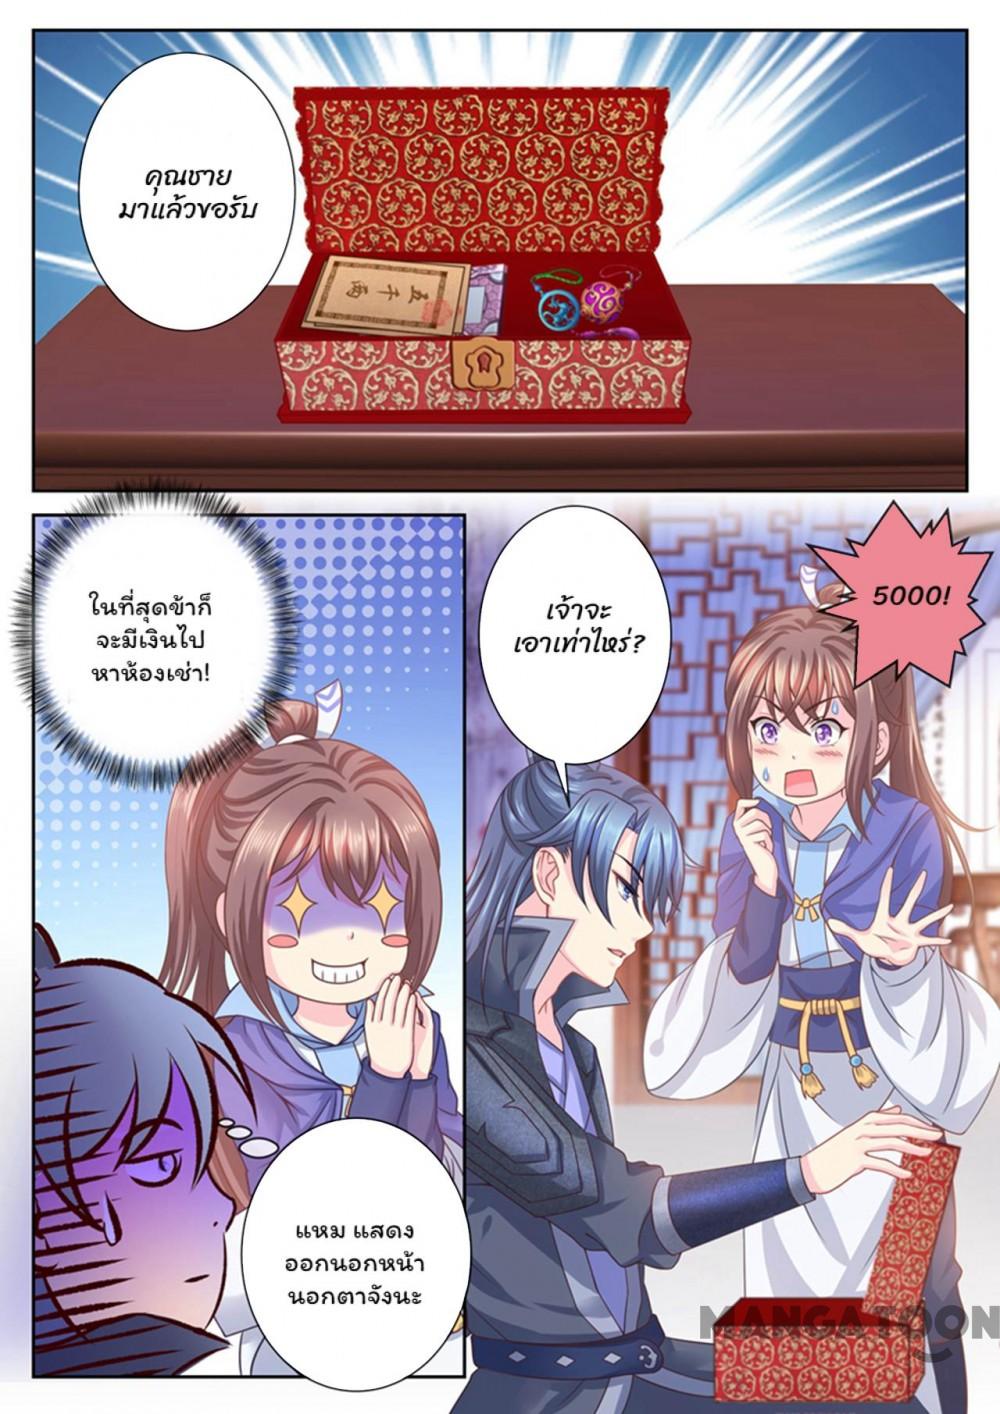 คุณชาย
มาแล้วขอรับ
五千両
ในที่สุดข้าก็
จะมีเงินไป
หาห้องเช่า!
แหม แสดง
ออกนอกหน้า
นอกตาจังนะ
เจ้าจะ
เอาเท่าไหร่?
5000!
MANGATOON